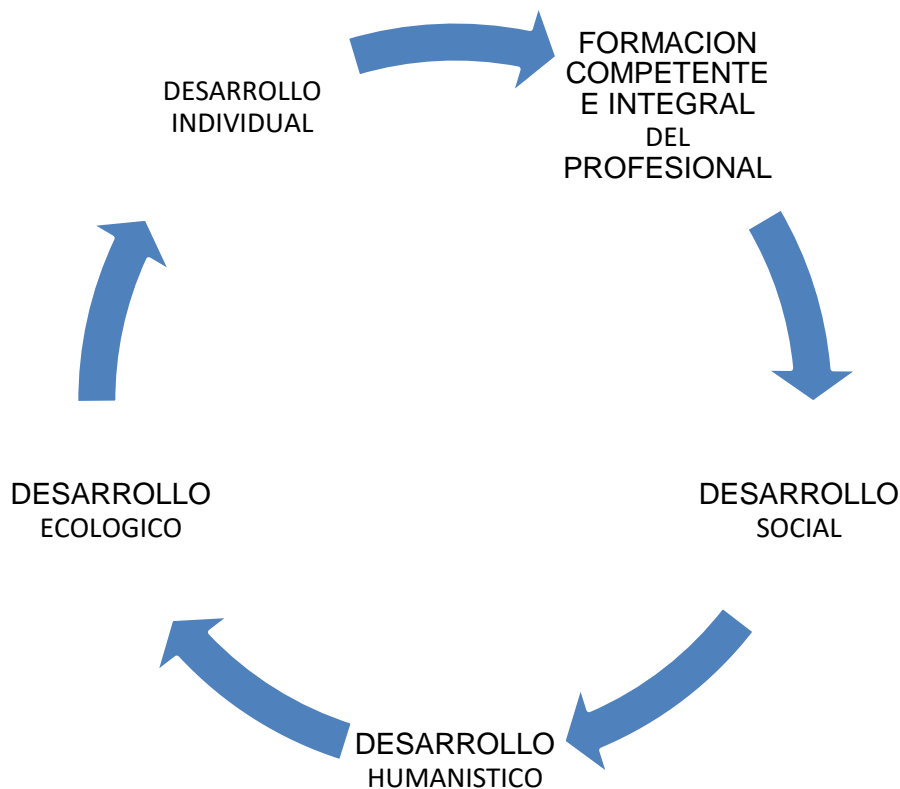 DESARROLLO
INDIVIDUAL
FORMACION
COMPETENTE
E INTEGRAL
DEL
PROFESIONAL
DESARROLLO
SOCIAL
DESARROLLO
HUMANISTICO
DESARROLLO
ECOLOGICO